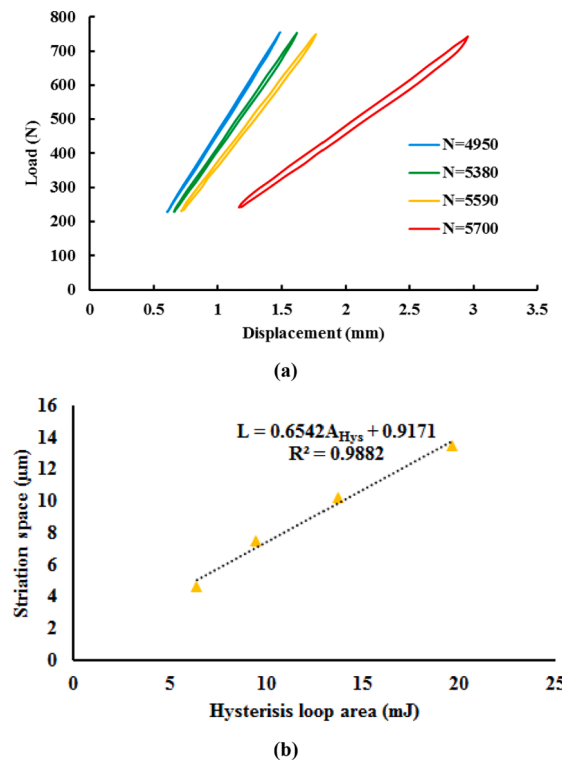 800
700
600
500
400
300
200
100
0
Load (N)
N=4950
N=5380
N=5590
N=5700
0 0.5 1 1.5 2 2.5 3 3.5
Displacement (mm)
(a)
16
14
12
10
8
6
4
2
0
Striation space (μm)
L = 0.6542A_Hys + 0.9171
R² = 0.9882
0 5 10 15 20 25
Hysterisis loop area (mJ)
(b)